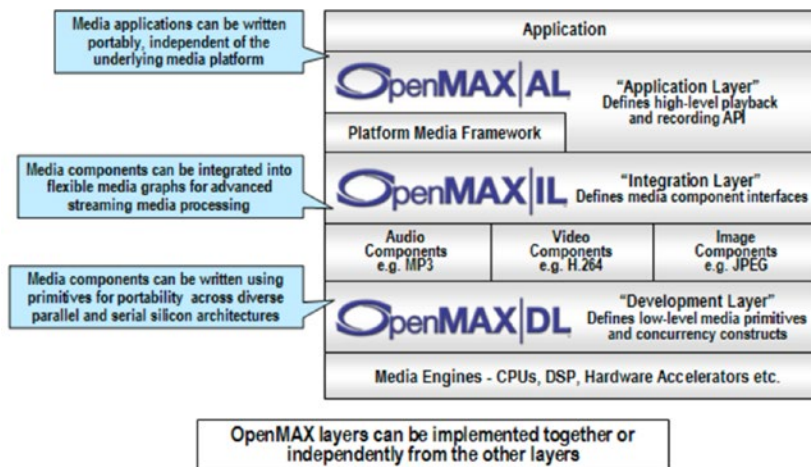 Media applications can be written
portably, independent of the
underlying media platform
Application
OpenMAX|AL
"Application Layer"
Defines high-level playback
and recording API
Platform Media Framework
Media components can be integrated into
flexible media graphs for advanced
streaming media processing
OpenMAX|IL
"Integration Layer"
Defines media component interfaces
Audio
Components
e.g. MP3
Video
Components
e.g. H.264
Image
Components
e.g. JPEG
Media components can be written using
primitives for portability across diverse
parallel and serial silicon architectures
OpenMAX|DL
"Development Layer"
Defines low-level media primitives
and concurrency constructs
Media Engines - CPUs, DSP, Hardware Accelerators etc.
OpenMAX layers can be implemented together or
independently from the other layers